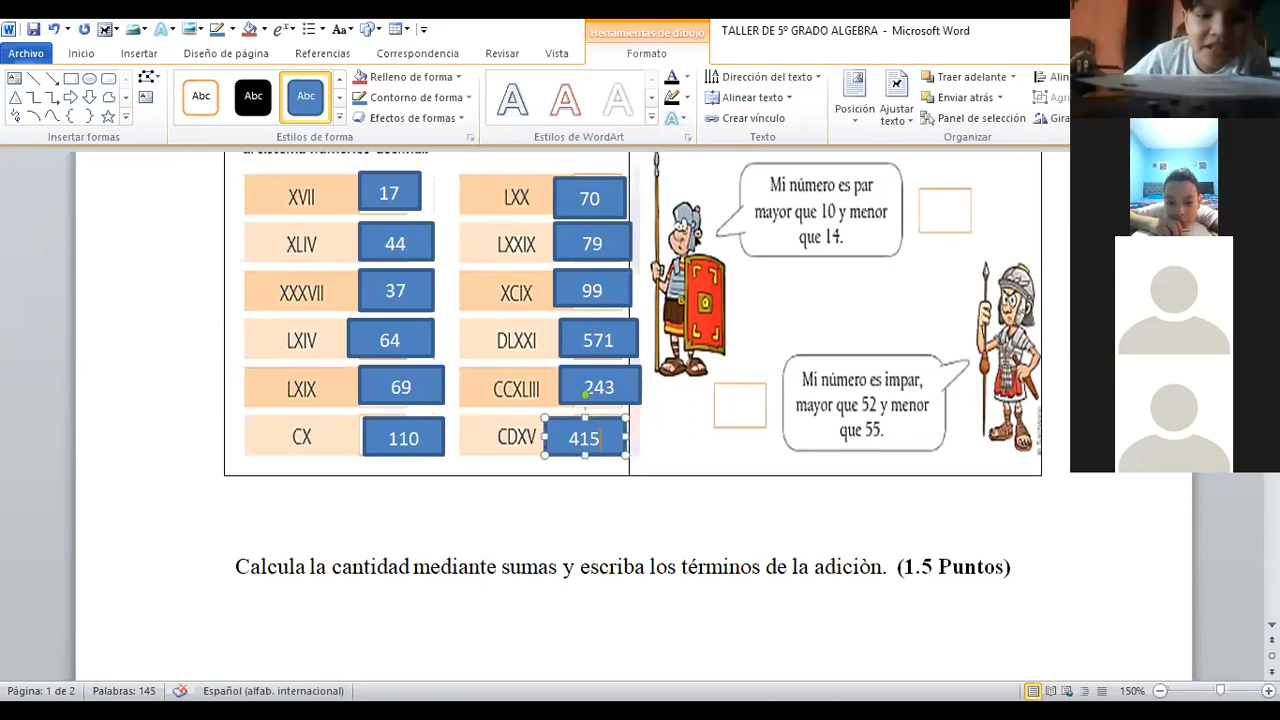 Herramientas de dibujo
TALLER DE 5º GRADO ALGEBRA - Microsoft Word
Archivo
Inicio
Insertar
Diseño de página
Referencias
Correspondencia
Revisar
Vista
Formato
Abc
Abc
Abc
Relleno de forma
Contorno de forma
Efectos de formas
Dirección del texto
Alinear texto
Crear vínculo
Posición
Ajustar texto
Traer adelante
Enviar atrás
Panel de selección
Insertar formas
Estilos de forma
Estilos de WordArt
Texto
Organizar
XVII 17 LXX 70
XLIV 44 LXXIX 79
XXXVII 37 XCIX 99
LXIV 64 DLXXI 571
LXIX 69 CCXLIII 243
CX 110 CDXV 415
Mi número es par
mayor que 10 y menor
que 14.
Mi número es impar,
mayor que 52 y menor
que 55.
Calcula la cantidad mediante sumas y escriba los términos de la adiciòn. (1.5 Puntos)
Página: 1 de 2
Palabras: 145
Español (alfab. internacional)
150%